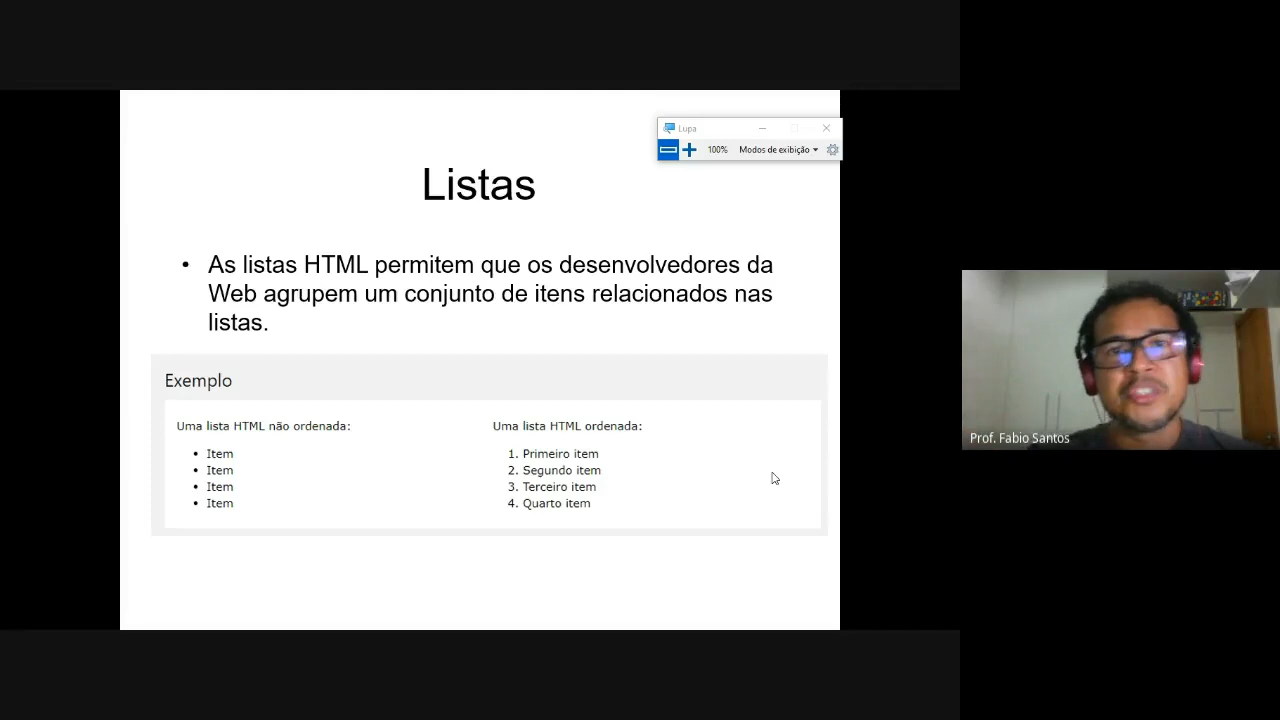 Lupa
100% Modos de exibição
Listas
• As listas HTML permitem que os desenvolvedores da
Web agrupem um conjunto de itens relacionados nas
listas.
Exemplo
Uma lista HTML não ordenada:
• Item
• Item
• Item
• Item
Uma lista HTML ordenada:
1. Primeiro item
2. Segundo item
3. Terceiro item
4. Quarto item
Prof. Fabio Santos